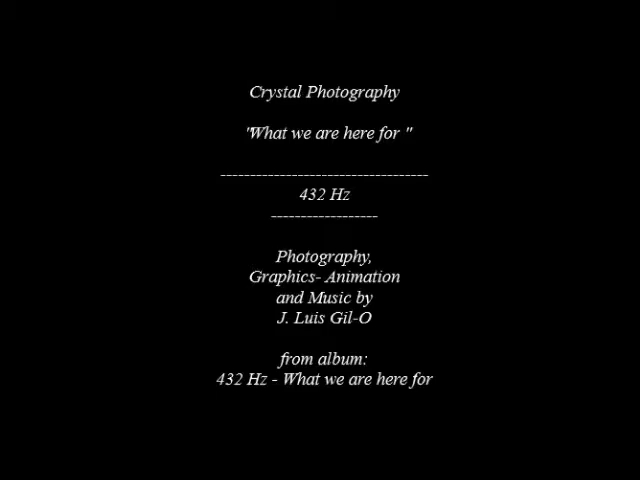 Crystal Photography
"What we are here for "
-----------------------------------
432 Hz
------------------
Photography,
Graphics- Animation
and Music by
J. Luis Gil-O
from album:
432 Hz - What we are here for